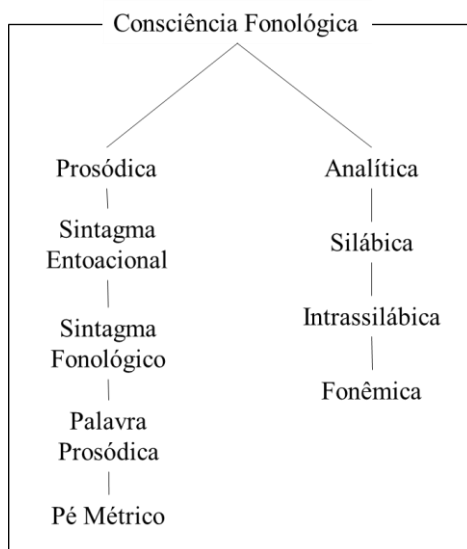 Consciência Fonológica
Prosódica
Sintagma
Entoacional
Sintagma
Fonológico
Palavra
Prosódica
Pé Métrico
Analítica
Silábica
Intrassilábica
Fonêmica